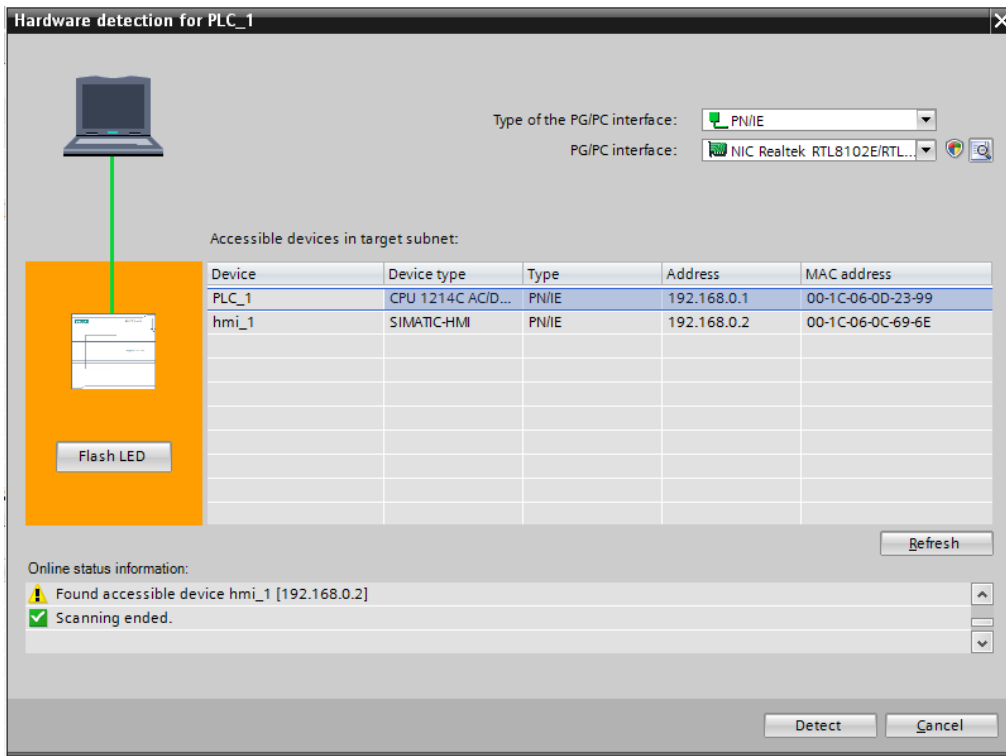 Hardware detection for PLC_1
Type of the PG/PC interface: PN/IE
PG/PC interface: NIC Realtek RTL8102E/RTL...
Accessible devices in target subnet:
Device Device type Type Address MAC address
PLC_1 CPU 1214C AC/D... PN/IE 192.168.0.1 00-1C-06-0D-23-99
hmi_1 SIMATIC-HMI PN/IE 192.168.0.2 00-1C-06-0C-69-6E
Flash LED
Refresh
Online status information:
Found accessible device hmi_1 [192.168.0.2]
Scanning ended.
Detect Cancel